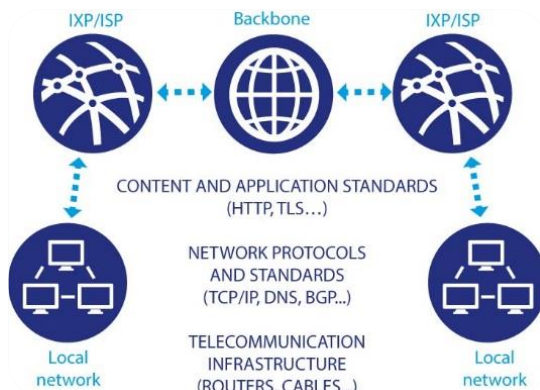 IXP/ISP
Backbone
IXP/ISP
CONTENT AND APPLICATION STANDARDS
(HTTP, TLS...)
NETWORK PROTOCOLS
AND STANDARDS
(TCP/IP, DNS, BGP...)
TELECOMMUNICATION
INFRASTRUCTURE
(ROUTERS, CABLES...)
Local
network
Local
network